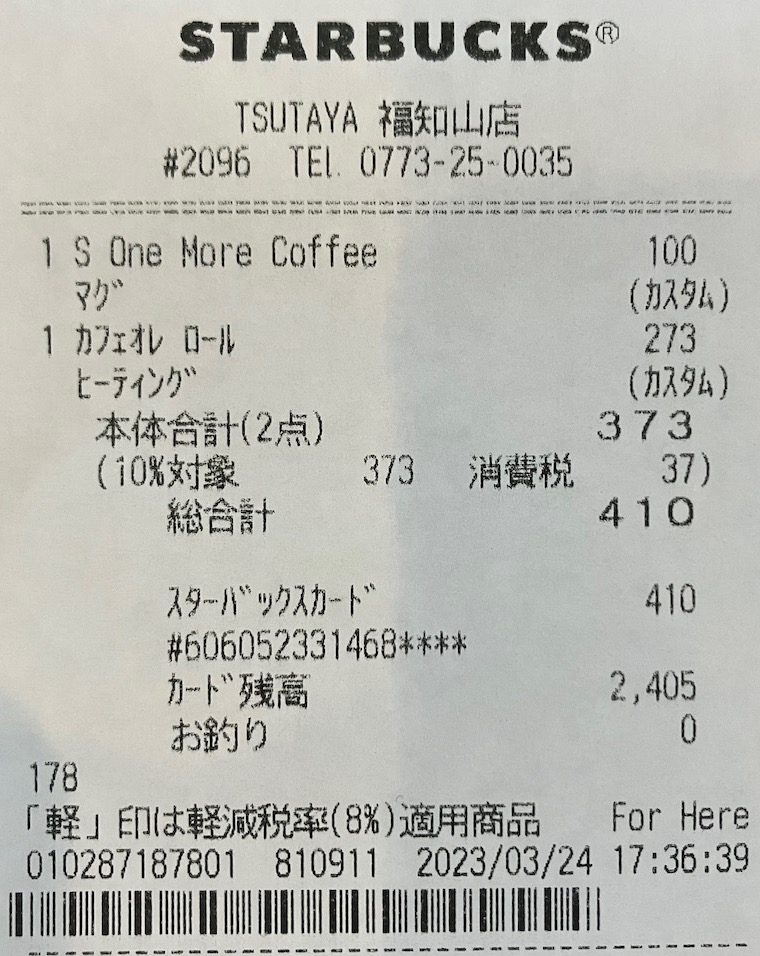 STARBUCKS®
TSUTAYA 福知山店
#2096 TEL 0773-25-0035
1 S One More Coffee 100
ﾏｸﾞ (ｶｽﾀﾑ)
1 ｶﾌｪｵﾚ ﾛｰﾙ 273
ﾋｰﾃｨﾝｸﾞ (ｶｽﾀﾑ)
本体合計(2点) 373
(10%対象 373 消費税 37)
総合計 410
ｽﾀｰﾊﾞｯｸｽｶｰﾄﾞ 410
#606052331468****
ｶｰﾄﾞ残高 2,405
お釣り 0
178
「軽」印は軽減税率(8%)適用商品 For Here
010287187801 810911 2023/03/24 17:36:39